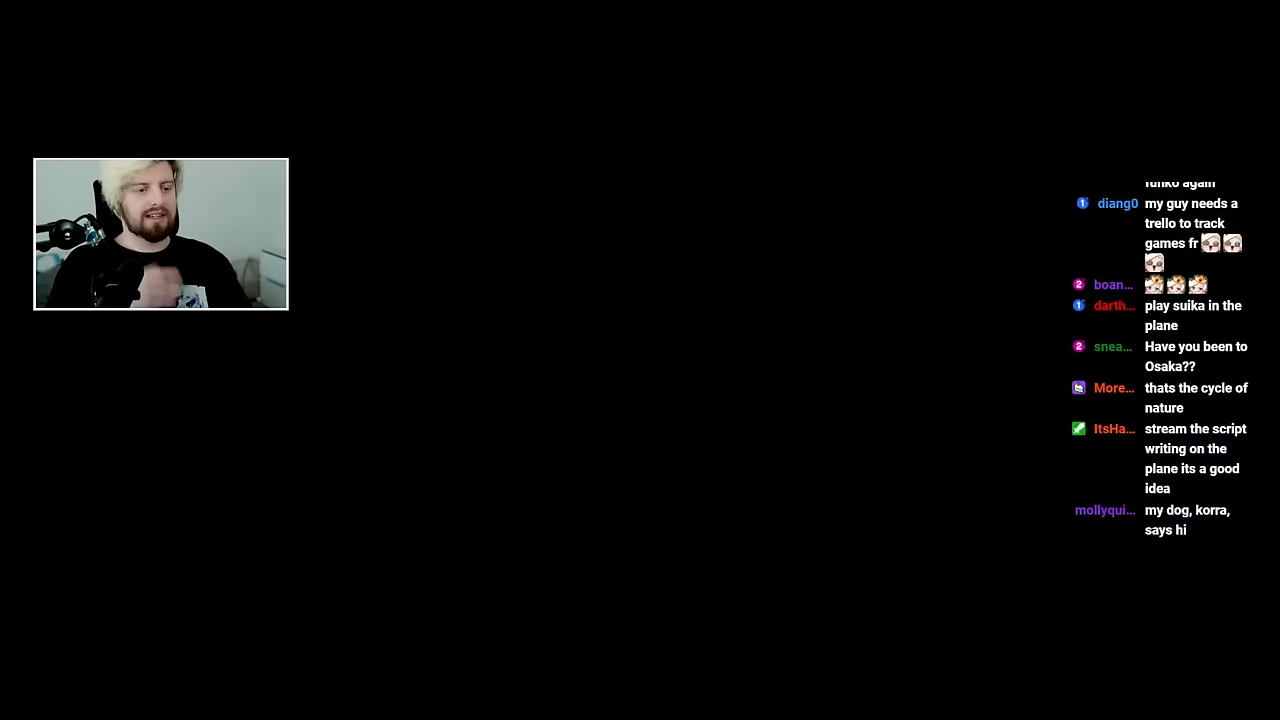 funko again
diang0 my guy needs a
trello to track
games fr
boan...
darth... play suika in the
plane
snea... Have you been to
Osaka??
More... thats the cycle of
nature
ItsHa... stream the script
writing on the
plane its a good
idea
mollyqui... my dog, korra,
says hi